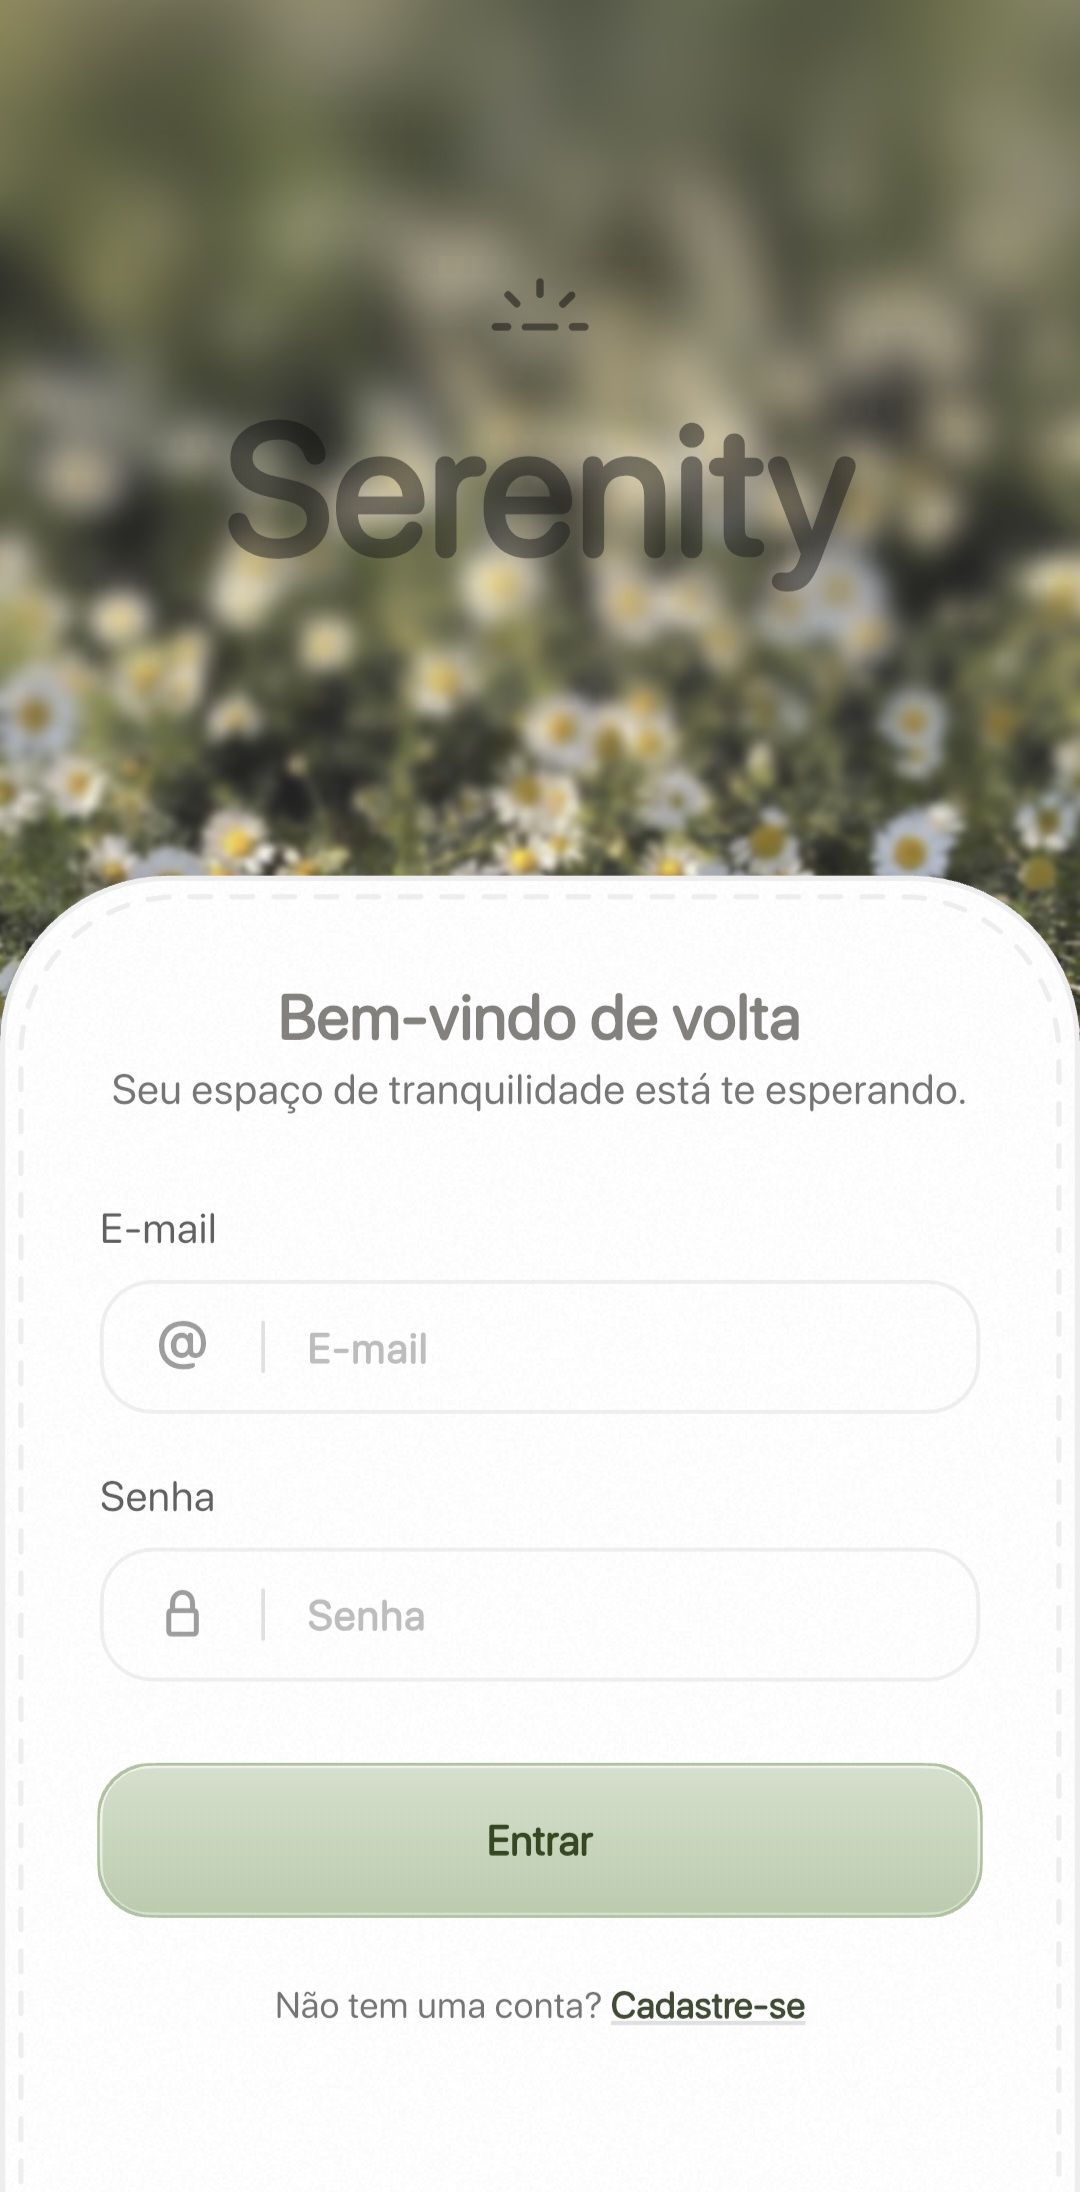 Serenity
Bem-vindo de volta
Seu espaço de tranquilidade está te esperando.
E-mail
@ | E-mail
Senha
Senha
Entrar
Não tem uma conta? Cadastre-se